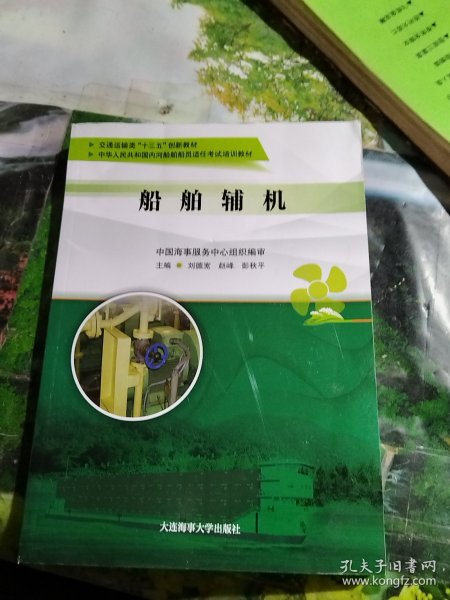 交通运输类“十三五”创新教材
中华人民共和国内河船舶船员适任考试培训教材
船舶辅机
中国海事服务中心组织编审
主编 刘德宽 赵峰 彭秋平
大连海事大学出版社
孔夫子旧书网
www.kongfz.com